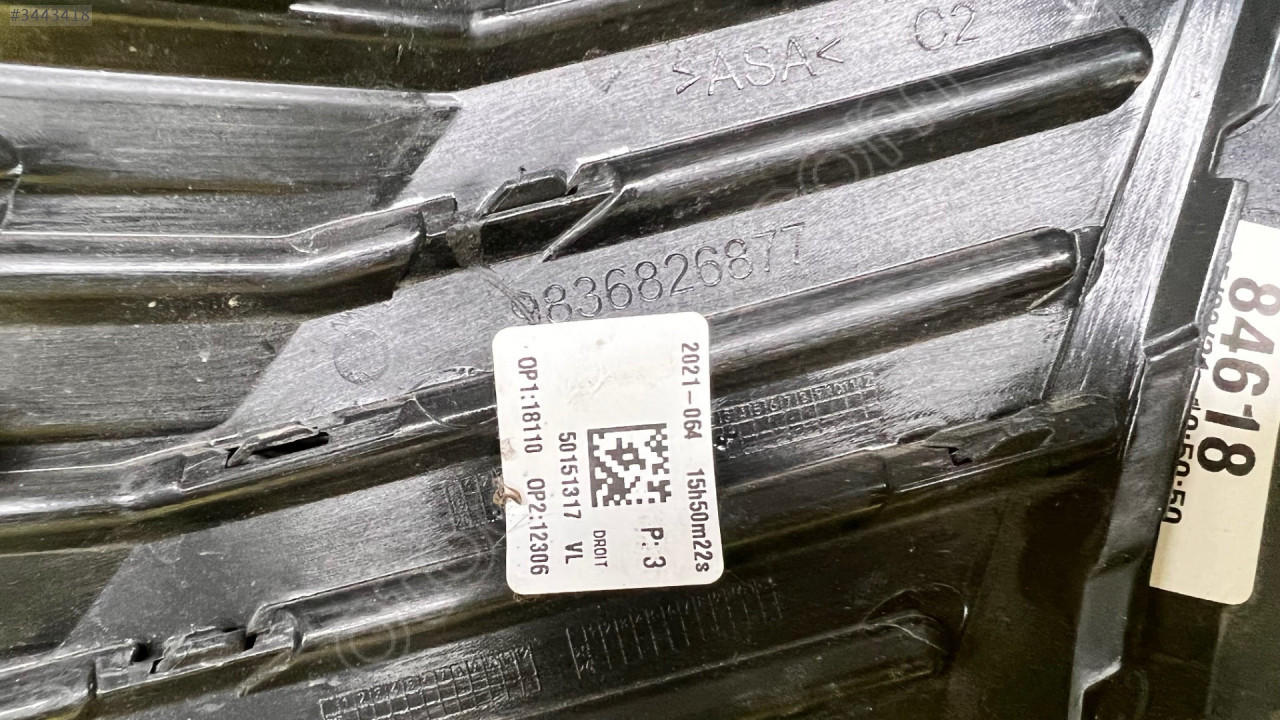 #3443418
>ASA< C2
9836826877
2021-064 15h50m22s
P: 3
DROIT
50151317 VL
OP1:18110 OP2:12306
84618